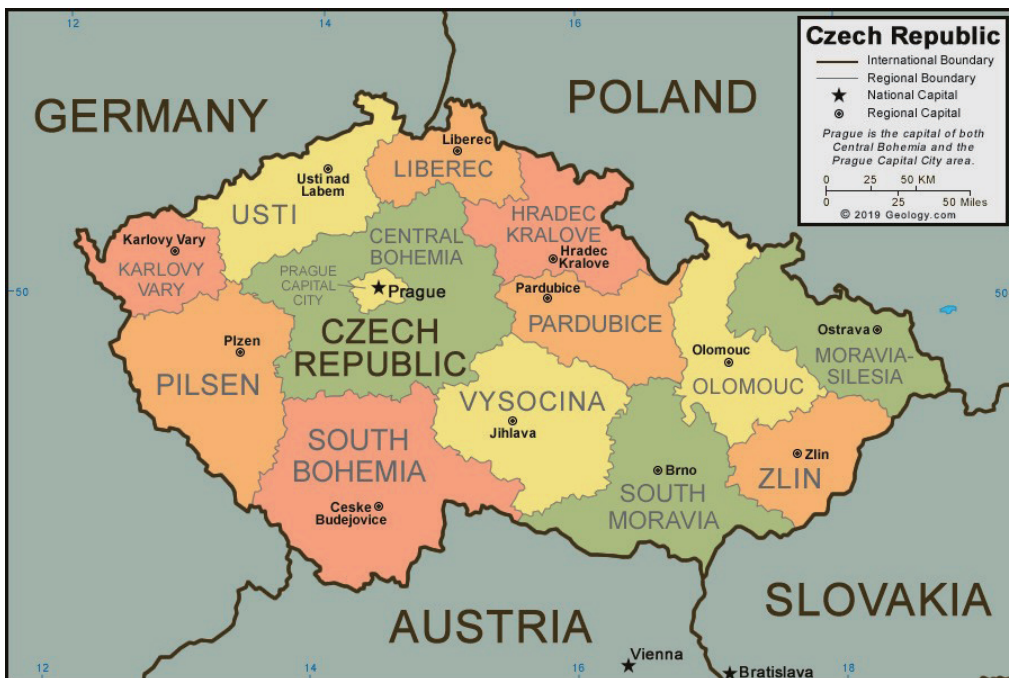 12
14
16
Czech Republic
International Boundary
Regional Boundary
National Capital
Regional Capital
Prague is the capital of both
Central Bohemia and the
Prague Capital City area.
0 25 50 KM
0 25 50 Miles
© 2019 Geology.com
GERMANY
POLAND
Liberec
LIBEREC
Usti nad
Labem
USTI
HRADEC
KRALOVE
Hradec
Kralove
Karlovy Vary
KARLOVY
VARY
CENTRAL
BOHEMIA
PRAGUE
CAPITAL
CITY
Prague
50
50
Pardubice
PARDUBICE
CZECH
REPUBLIC
Plzen
PILSEN
Ostrava
MORAVIA-
SILESIA
Olomouc
OLOMOUC
VYSOCINA
Jihlava
SOUTH
BOHEMIA
Ceske
Budejovice
Brno
SOUTH
MORAVIA
Zlin
ZLIN
AUSTRIA
SLOVAKIA
Vienna
Bratislava
12
14
16
18